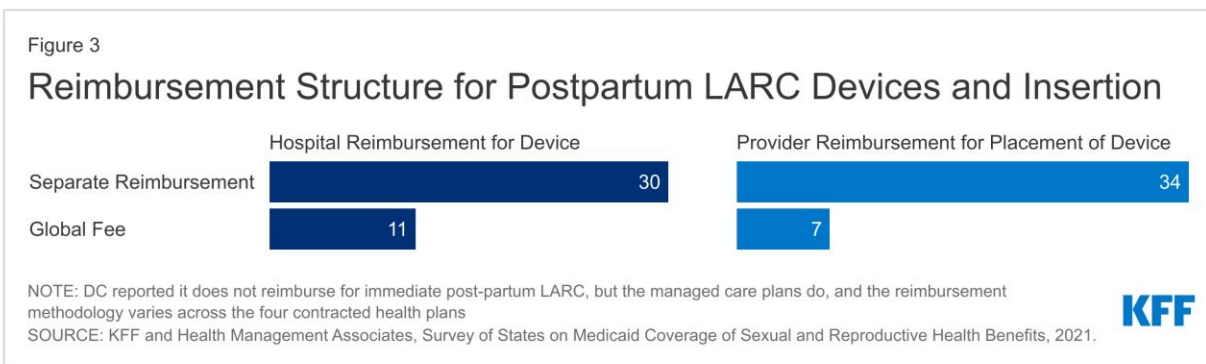 Figure 3
Reimbursement Structure for Postpartum LARC Devices and Insertion
Hospital Reimbursement for Device
Provider Reimbursement for Placement of Device
Separate Reimbursement 30 34
Global Fee 11 7
NOTE: DC reported it does not reimburse for immediate post-partum LARC, but the managed care plans do, and the reimbursement
methodology varies across the four contracted health plans
SOURCE: KFF and Health Management Associates, Survey of States on Medicaid Coverage of Sexual and Reproductive Health Benefits, 2021.
KFF